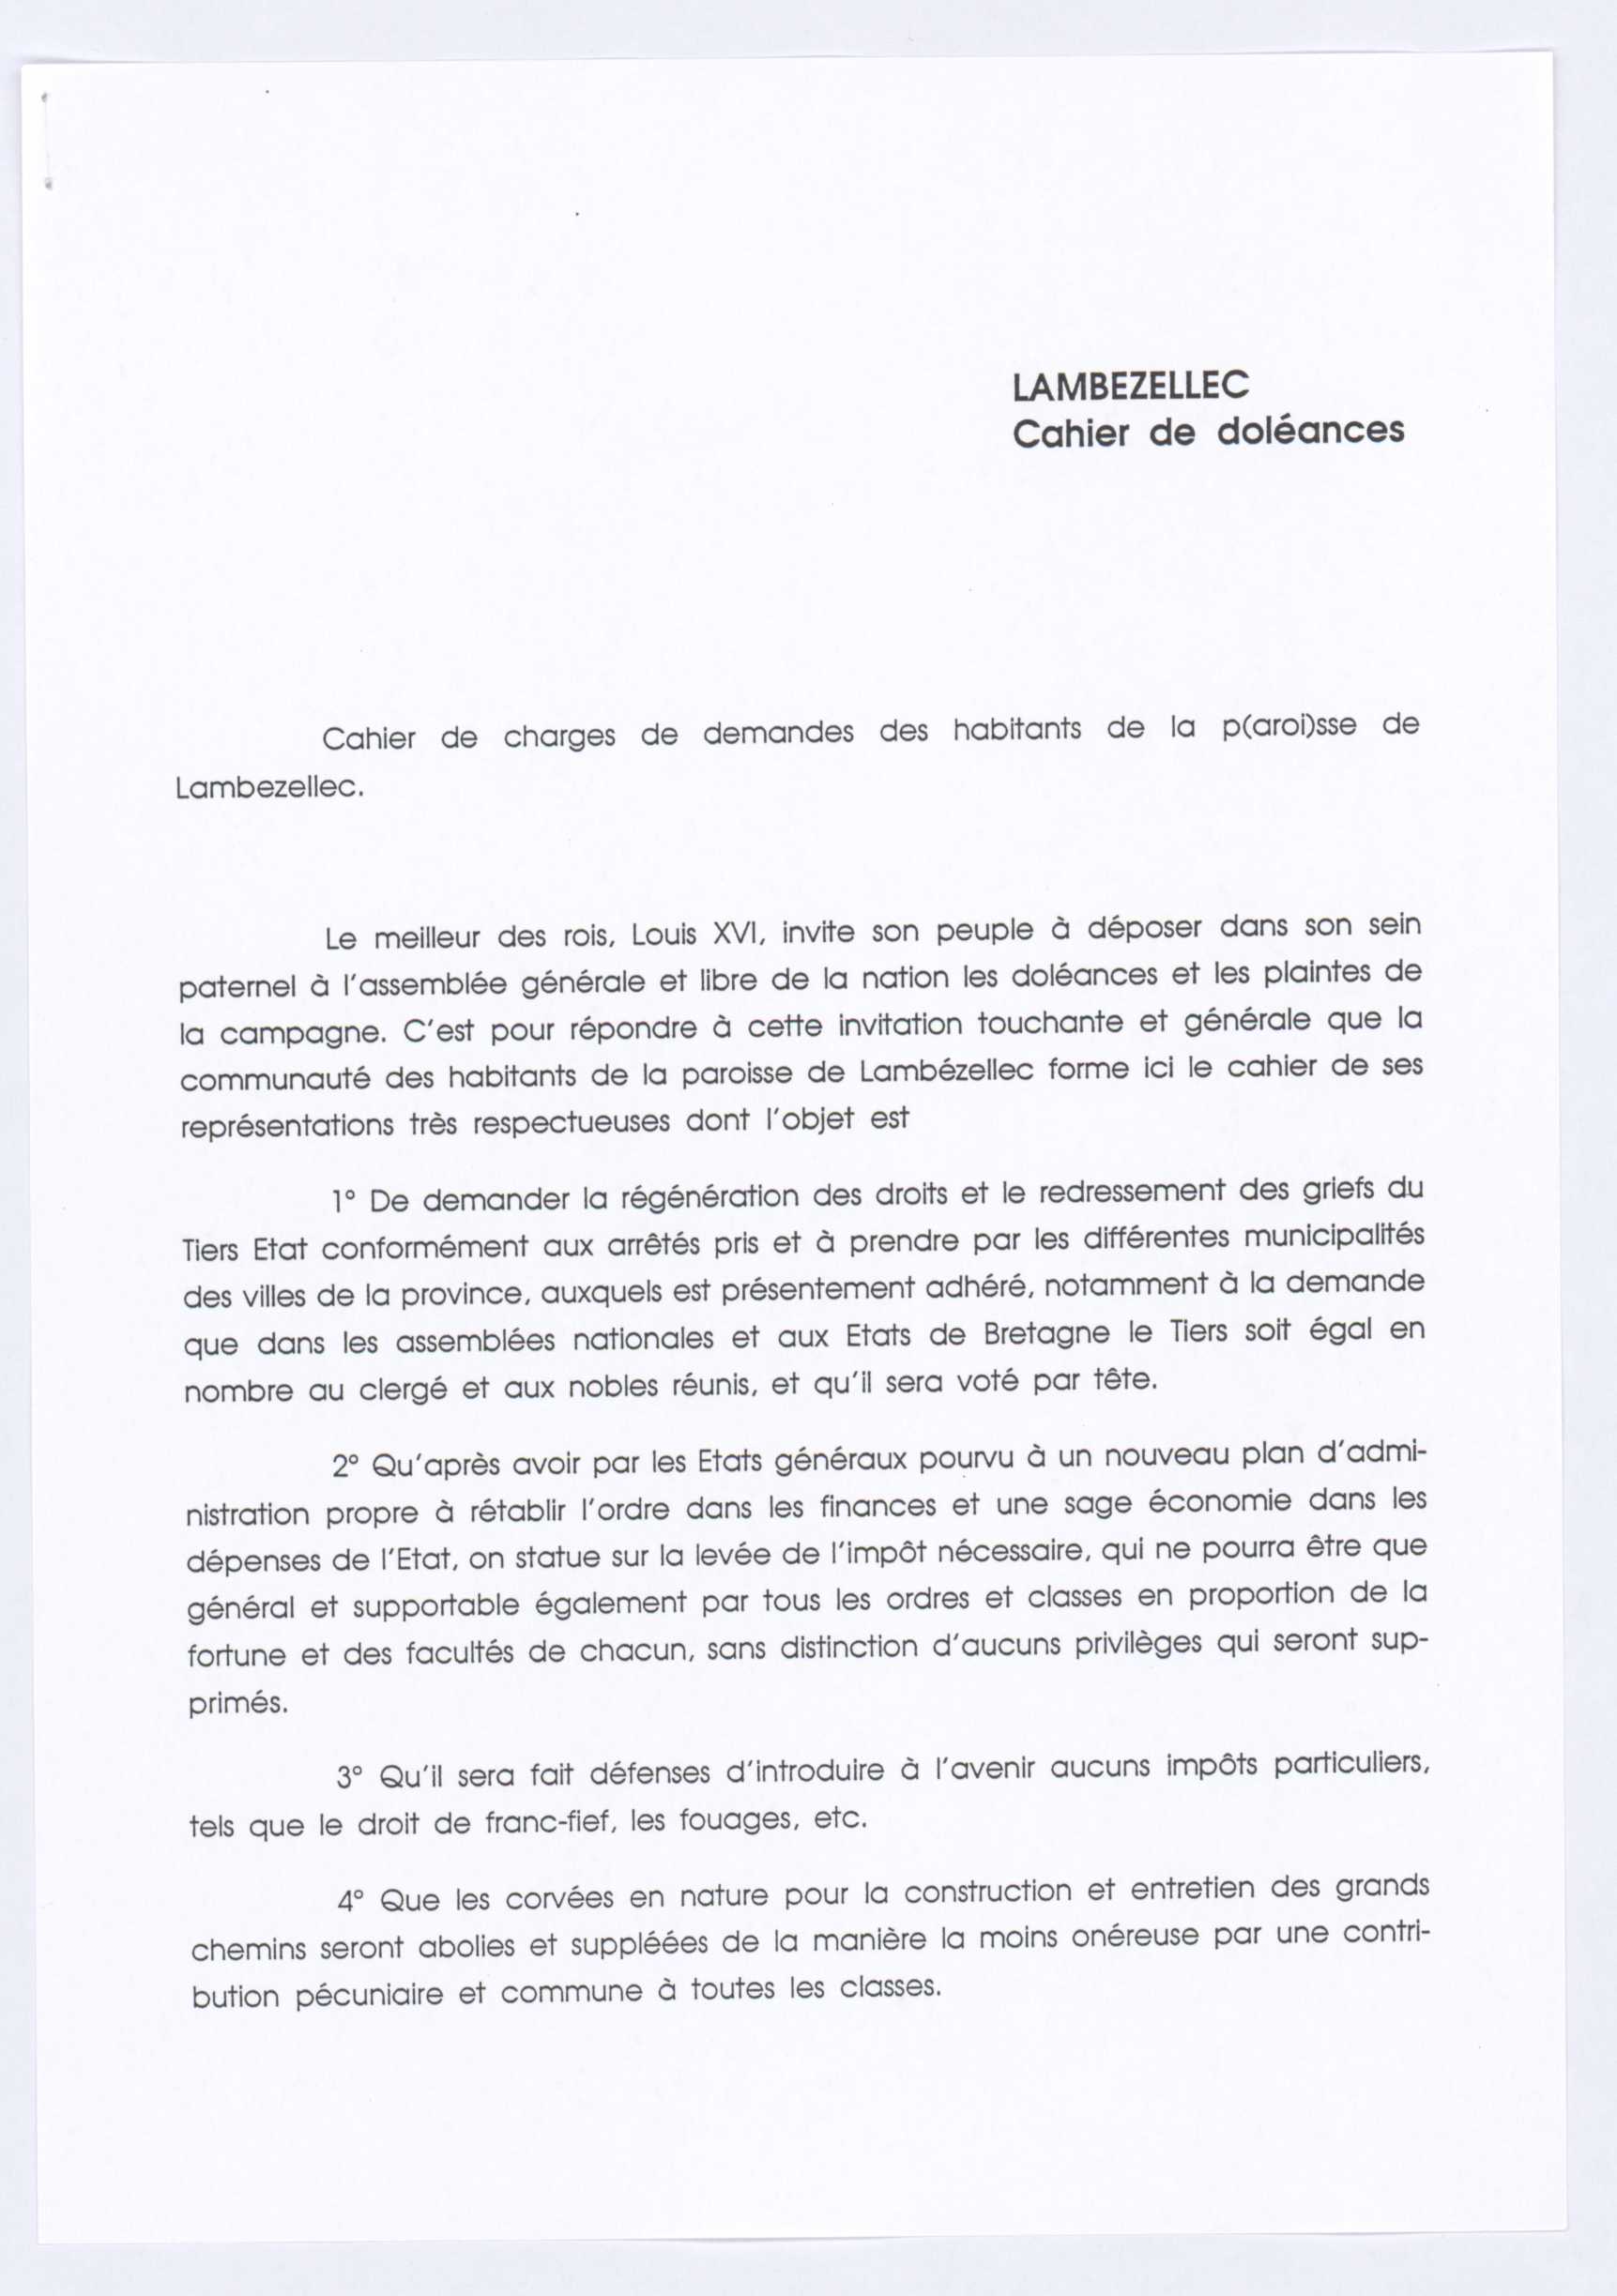 LAMBEZELLEC
Cahier de doléances
Cahier de charges de demandes des habitants de la p(aroi)sse de
Lambezellec.
Le meilleur des rois, Louis XVI, invite son peuple à déposer dans son sein
paternel à l'assemblée générale et libre de la nation les doléances et les plaintes de
la campagne. C'est pour répondre à cette invitation touchante et générale que la
communauté des habitants de la paroisse de Lambézellec forme ici le cahier de ses
représentations très respectueuses dont l'objet est
1° De demander la régénération des droits et le redressement des griefs du
Tiers Etat conformément aux arrêtés pris et à prendre par les différentes municipalités
des villes de la province, auxquels est présentement adhéré, notamment à la demande
que dans les assemblées nationales et aux Etats de Bretagne le Tiers soit égal en
nombre au clergé et aux nobles réunis, et qu'il sera voté par tête.
2° Qu'après avoir par les Etats généraux pourvu à un nouveau plan d'admi-
nistration propre à rétablir l'ordre dans les finances et une sage économie dans les
dépenses de l'Etat, on statue sur la levée de l'impôt nécessaire, qui ne pourra être que
général et supportable également par tous les ordres et classes en proportion de la
fortune et des facultés de chacun, sans distinction d'aucuns privilèges qui seront sup-
primés.
3° Qu'il sera fait défenses d'introduire à l'avenir aucuns impôts particuliers,
tels que le droit de franc-fief, les fouages, etc.
4° Que les corvées en nature pour la construction et entretien des grands
chemins seront abolies et suppléées de la manière la moins onéreuse par une contri-
bution pécuniaire et commune à toutes les classes.